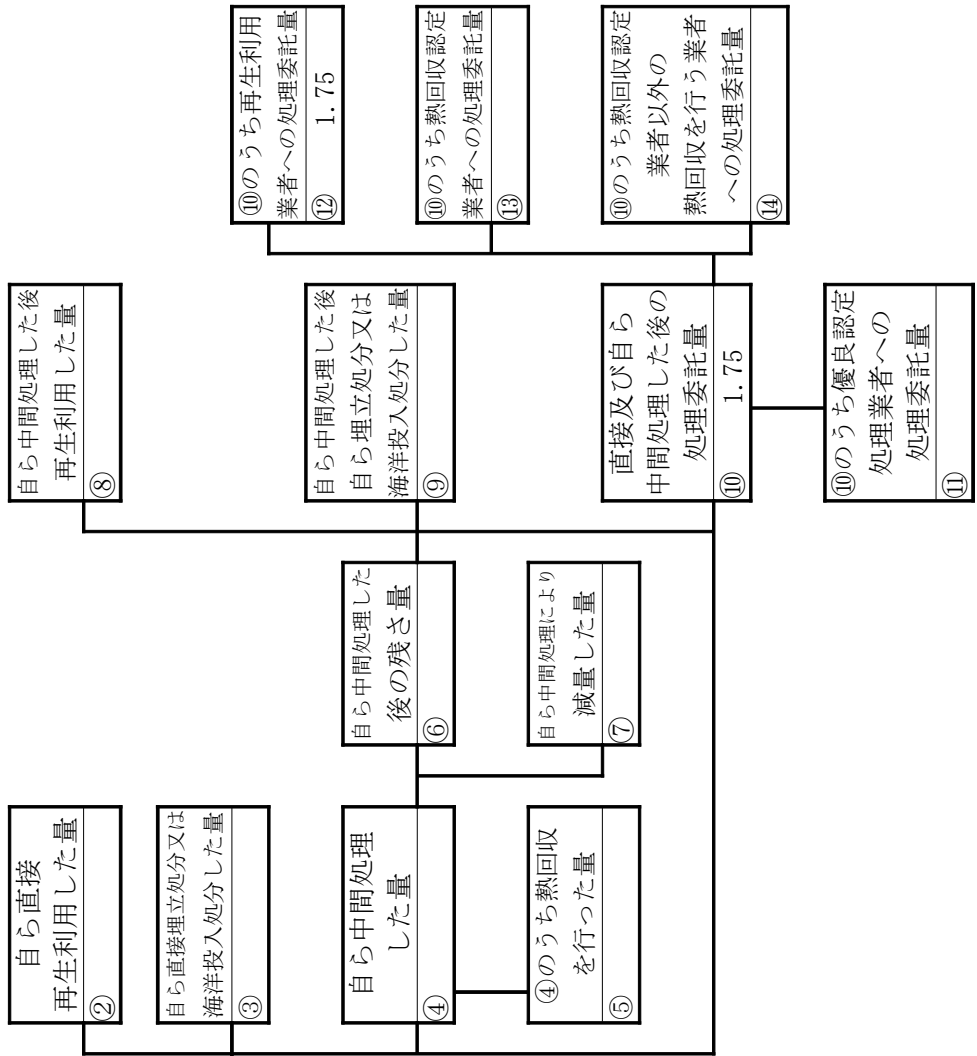 自ら直接
再生利用した量
②
自ら直接埋立処分又は
海洋投入処分した量
③
自ら中間処理
した量
④
④のうち熱回収
を行った量
⑤
自ら中間処理した
後の残さ量
⑥
自ら中間処理により
減量した量
⑦
自ら中間処理した後
再生利用した量
⑧
自ら中間処理した後
自ら埋立処分又は
海洋投入処分した量
⑨
直接及び自ら
中間処理した後の
処理委託量
⑩ 1.75
⑩のうち優良認定
処理業者への
処理委託量
⑪
⑩のうち再生利用
業者への処理委託量
⑫ 1.75
⑩のうち熱回収認定
業者への処理委託量
⑬
⑩のうち熱回収認定
業者以外の
熱回収を行う業者
への処理委託量
⑭